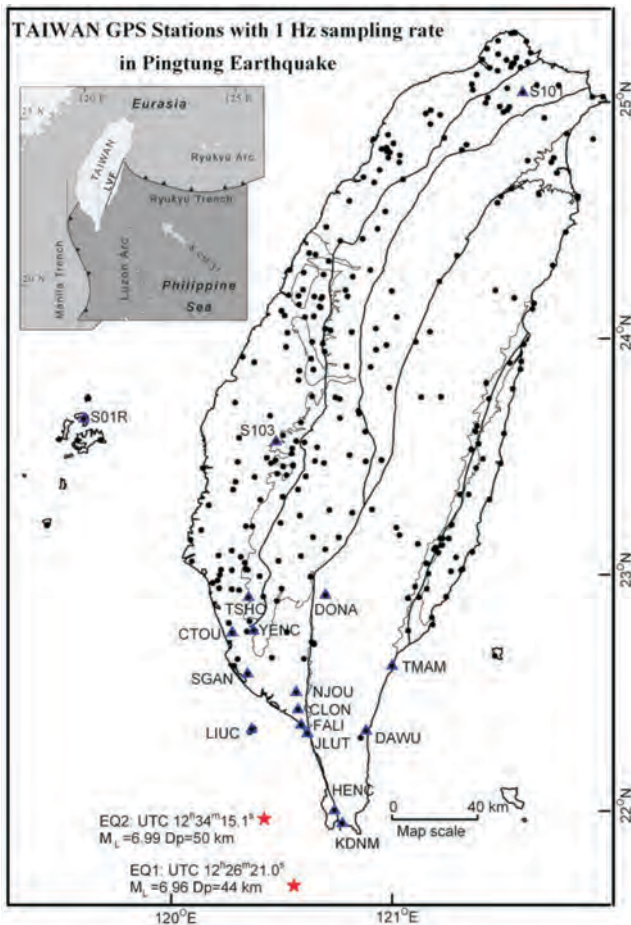 TAIWAN GPS Stations with 1 Hz sampling rate
in Pingtung Earthquake
120°E
125°E
25°N
Eurasia
TAIWAN
LVF
Ryukyu Arc
Ryukyu Trench
Manila Trench
Luzon Arc
Philippine
Sea
20°N
S10
25°N
24°N
S01R
S103
23°N
TSHO
DONA
CTOU
YENC
TMAM
SGAN
NJOU
CLON
LIUC
FALI
DAWU
JLUT
HENC
0 40 km
Map scale
22°N
KDNM
EQ2: UTC 12ʰ34ᵐ15.1ˢ
M L =6.99 Dp=50 km
EQ1: UTC 12ʰ26ᵐ21.0ˢ
M L =6.96 Dp=44 km
120°E
121°E